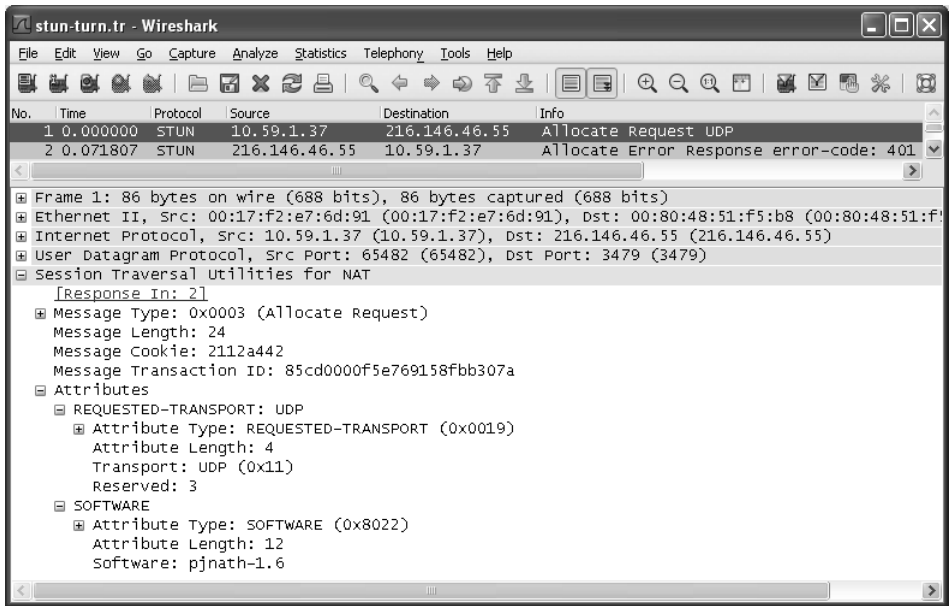 stun-turn.tr - Wireshark
File Edit View Go Capture Analyze Statistics Telephony Tools Help
No. Time Protocol Source Destination Info
1 0.000000 STUN 10.59.1.37 216.146.46.55 Allocate Request UDP
2 0.071807 STUN 216.146.46.55 10.59.1.37 Allocate Error Response error-code: 401
Frame 1: 86 bytes on wire (688 bits), 86 bytes captured (688 bits)
Ethernet II, Src: 00:17:f2:e7:6d:91 (00:17:f2:e7:6d:91), Dst: 00:80:48:51:f5:b8 (00:80:48:51:f5
Internet Protocol, Src: 10.59.1.37 (10.59.1.37), Dst: 216.146.46.55 (216.146.46.55)
User Datagram Protocol, Src Port: 65482 (65482), Dst Port: 3479 (3479)
Session Traversal Utilities for NAT
[Response In: 2]
Message Type: 0x0003 (Allocate Request)
Message Length: 24
Message Cookie: 2112a442
Message Transaction ID: 85cd0000f5e769158fbb307a
Attributes
REQUESTED-TRANSPORT: UDP
Attribute Type: REQUESTED-TRANSPORT (0x0019)
Attribute Length: 4
Transport: UDP (0x11)
Reserved: 3
SOFTWARE
Attribute Type: SOFTWARE (0x8022)
Attribute Length: 12
Software: pjnath-1.6